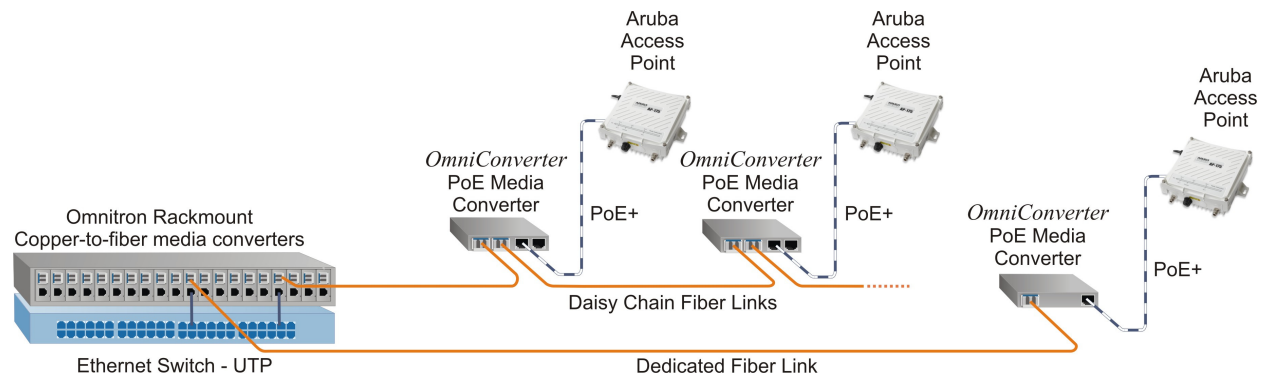 Aruba
Access
Point
Aruba
Access
Point
Aruba
Access
Point
OmniConverter
PoE Media
Converter
OmniConverter
PoE Media
Converter
OmniConverter
PoE Media
Converter
PoE+
PoE+
PoE+
Omnitron Rackmount
Copper-to-fiber media converters
Daisy Chain Fiber Links
Ethernet Switch - UTP
Dedicated Fiber Link